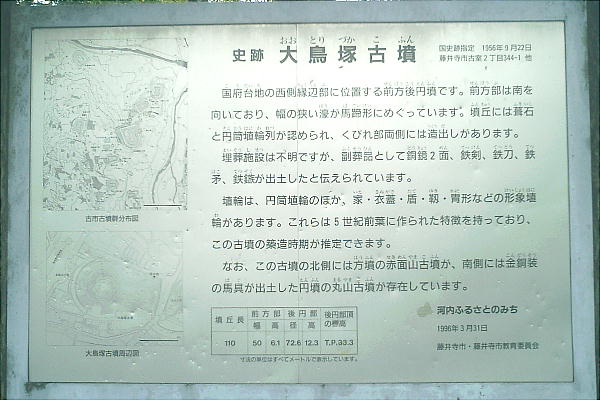 史跡 大鳥塚古墳
おお とり づか こ ふん
国史跡指定 1956年9月22日
藤井寺市古室2丁目344-1 他
国府台地の西側縁辺部に位置する前方後円墳です。前方部は南を
向いており、幅の狭い濠が馬蹄形にめぐっています。墳丘には葺石
と円筒埴輪列が認められ、くびれ部両側には造出しがあります。
埋葬施設は不明ですが、副葬品として銅鏡2面、鉄剣、鉄刀、鉄
矛、鉄鏃が出土したと伝えられています。
埴輪は、円筒埴輪のほか、家・衣蓋・盾・靱・冑形などの形象埴
輪があります。これらは5世紀前葉に作られた特徴を持っており、
この古墳の築造時期が推定できます。
なお、この古墳の北側には方墳の赤面山古墳が、南側には金銅装
の馬具が出土した円墳の丸山古墳が存在しています。
古市古墳群分布図
大鳥塚古墳周辺図
墳丘長 前方部 後円部 後円部頂の標高
幅 高 径 高
110 50 6.1 72.6 12.3 T.P.33.3
寸法の単位はすべてメートルで表示しています。
河内ふるさとのみち
1996年3月31日
藤井寺市・藤井寺市教育委員会